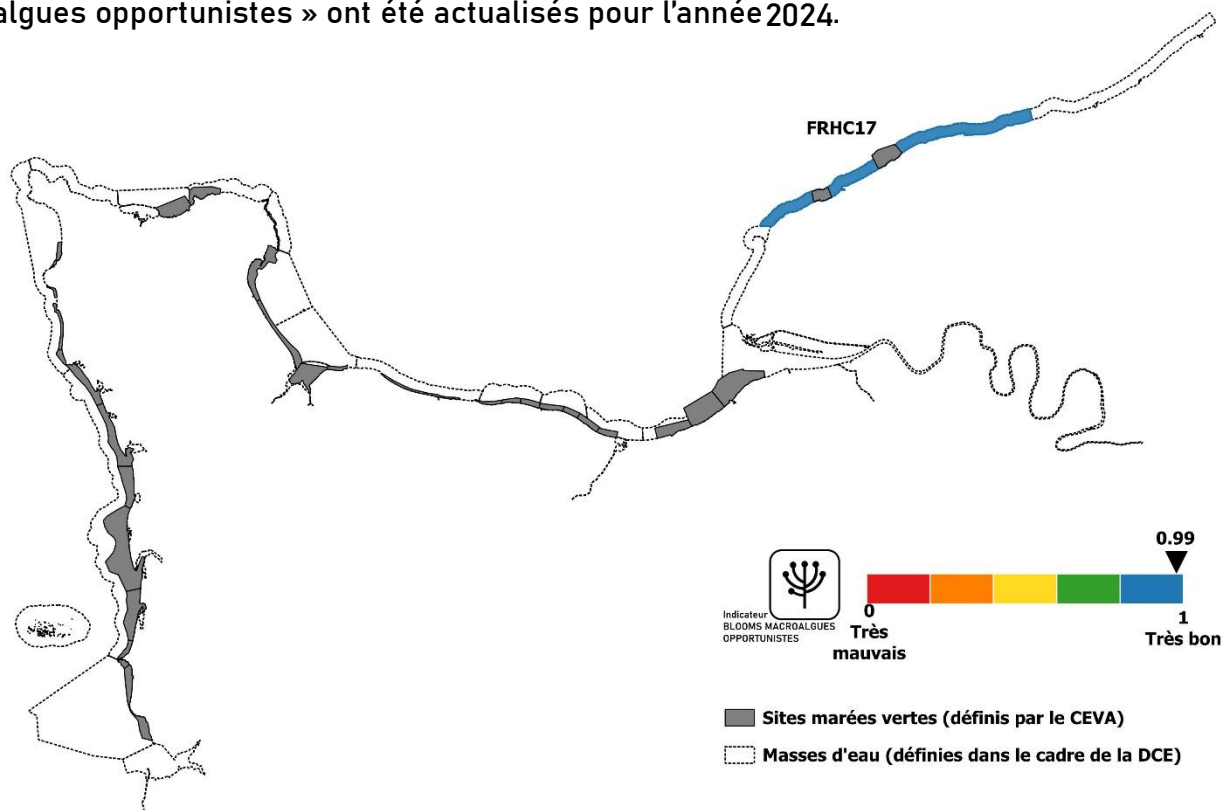 algues opportunistes » ont été actualisés pour l'année 2024.
FRHC17
0.99
Indicateur
BLOOMS MACROALGUES
OPPORTUNISTES
0
1
Très
mauvais
Très bon
Sites marées vertes (définis par le CEVA)
Masses d'eau (définies dans le cadre de la DCE)